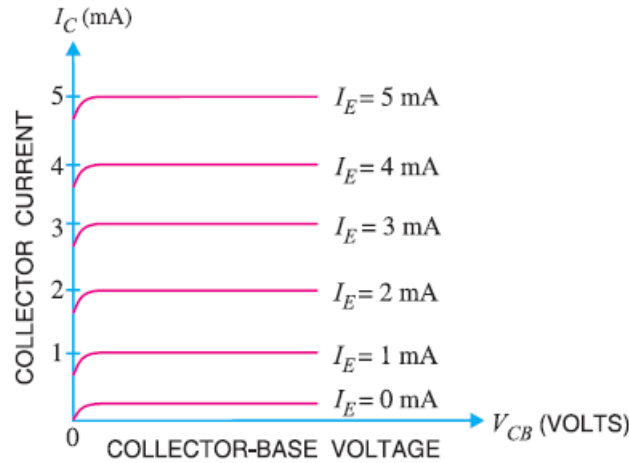 I_C (mA)
5
I_E = 5 mA
4
I_E = 4 mA
3
I_E = 3 mA
2
I_E = 2 mA
1
I_E = 1 mA
I_E = 0 mA
COLLECTOR CURRENT
0
V_CB (VOLTS)
COLLECTOR-BASE VOLTAGE